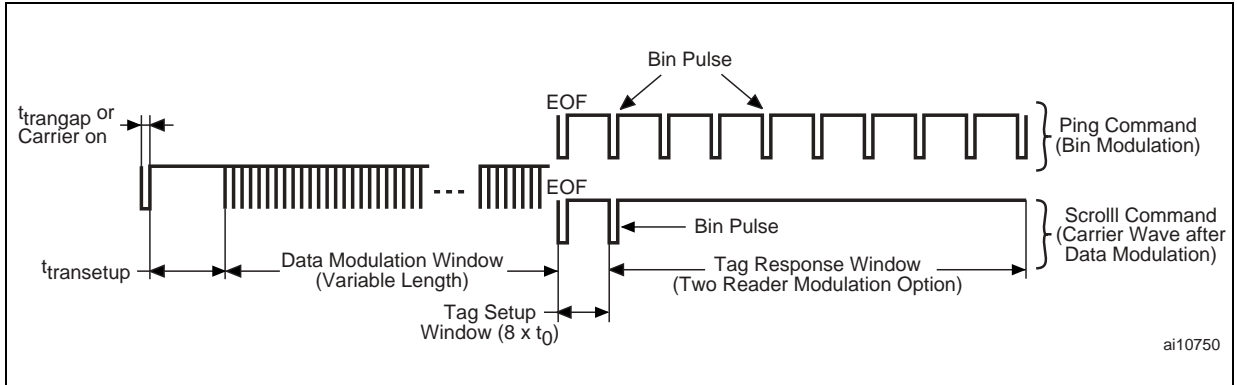 Bin Pulse
ttrangap or
Carrier on
EOF
Ping Command
(Bin Modulation)
EOF
Bin Pulse
Scrolll Command
(Carrier Wave after
Data Modulation)
ttransetup
Data Modulation Window
(Variable Length)
Tag Response Window
(Two Reader Modulation Option)
Tag Setup
Window (8 x t0)
ai10750